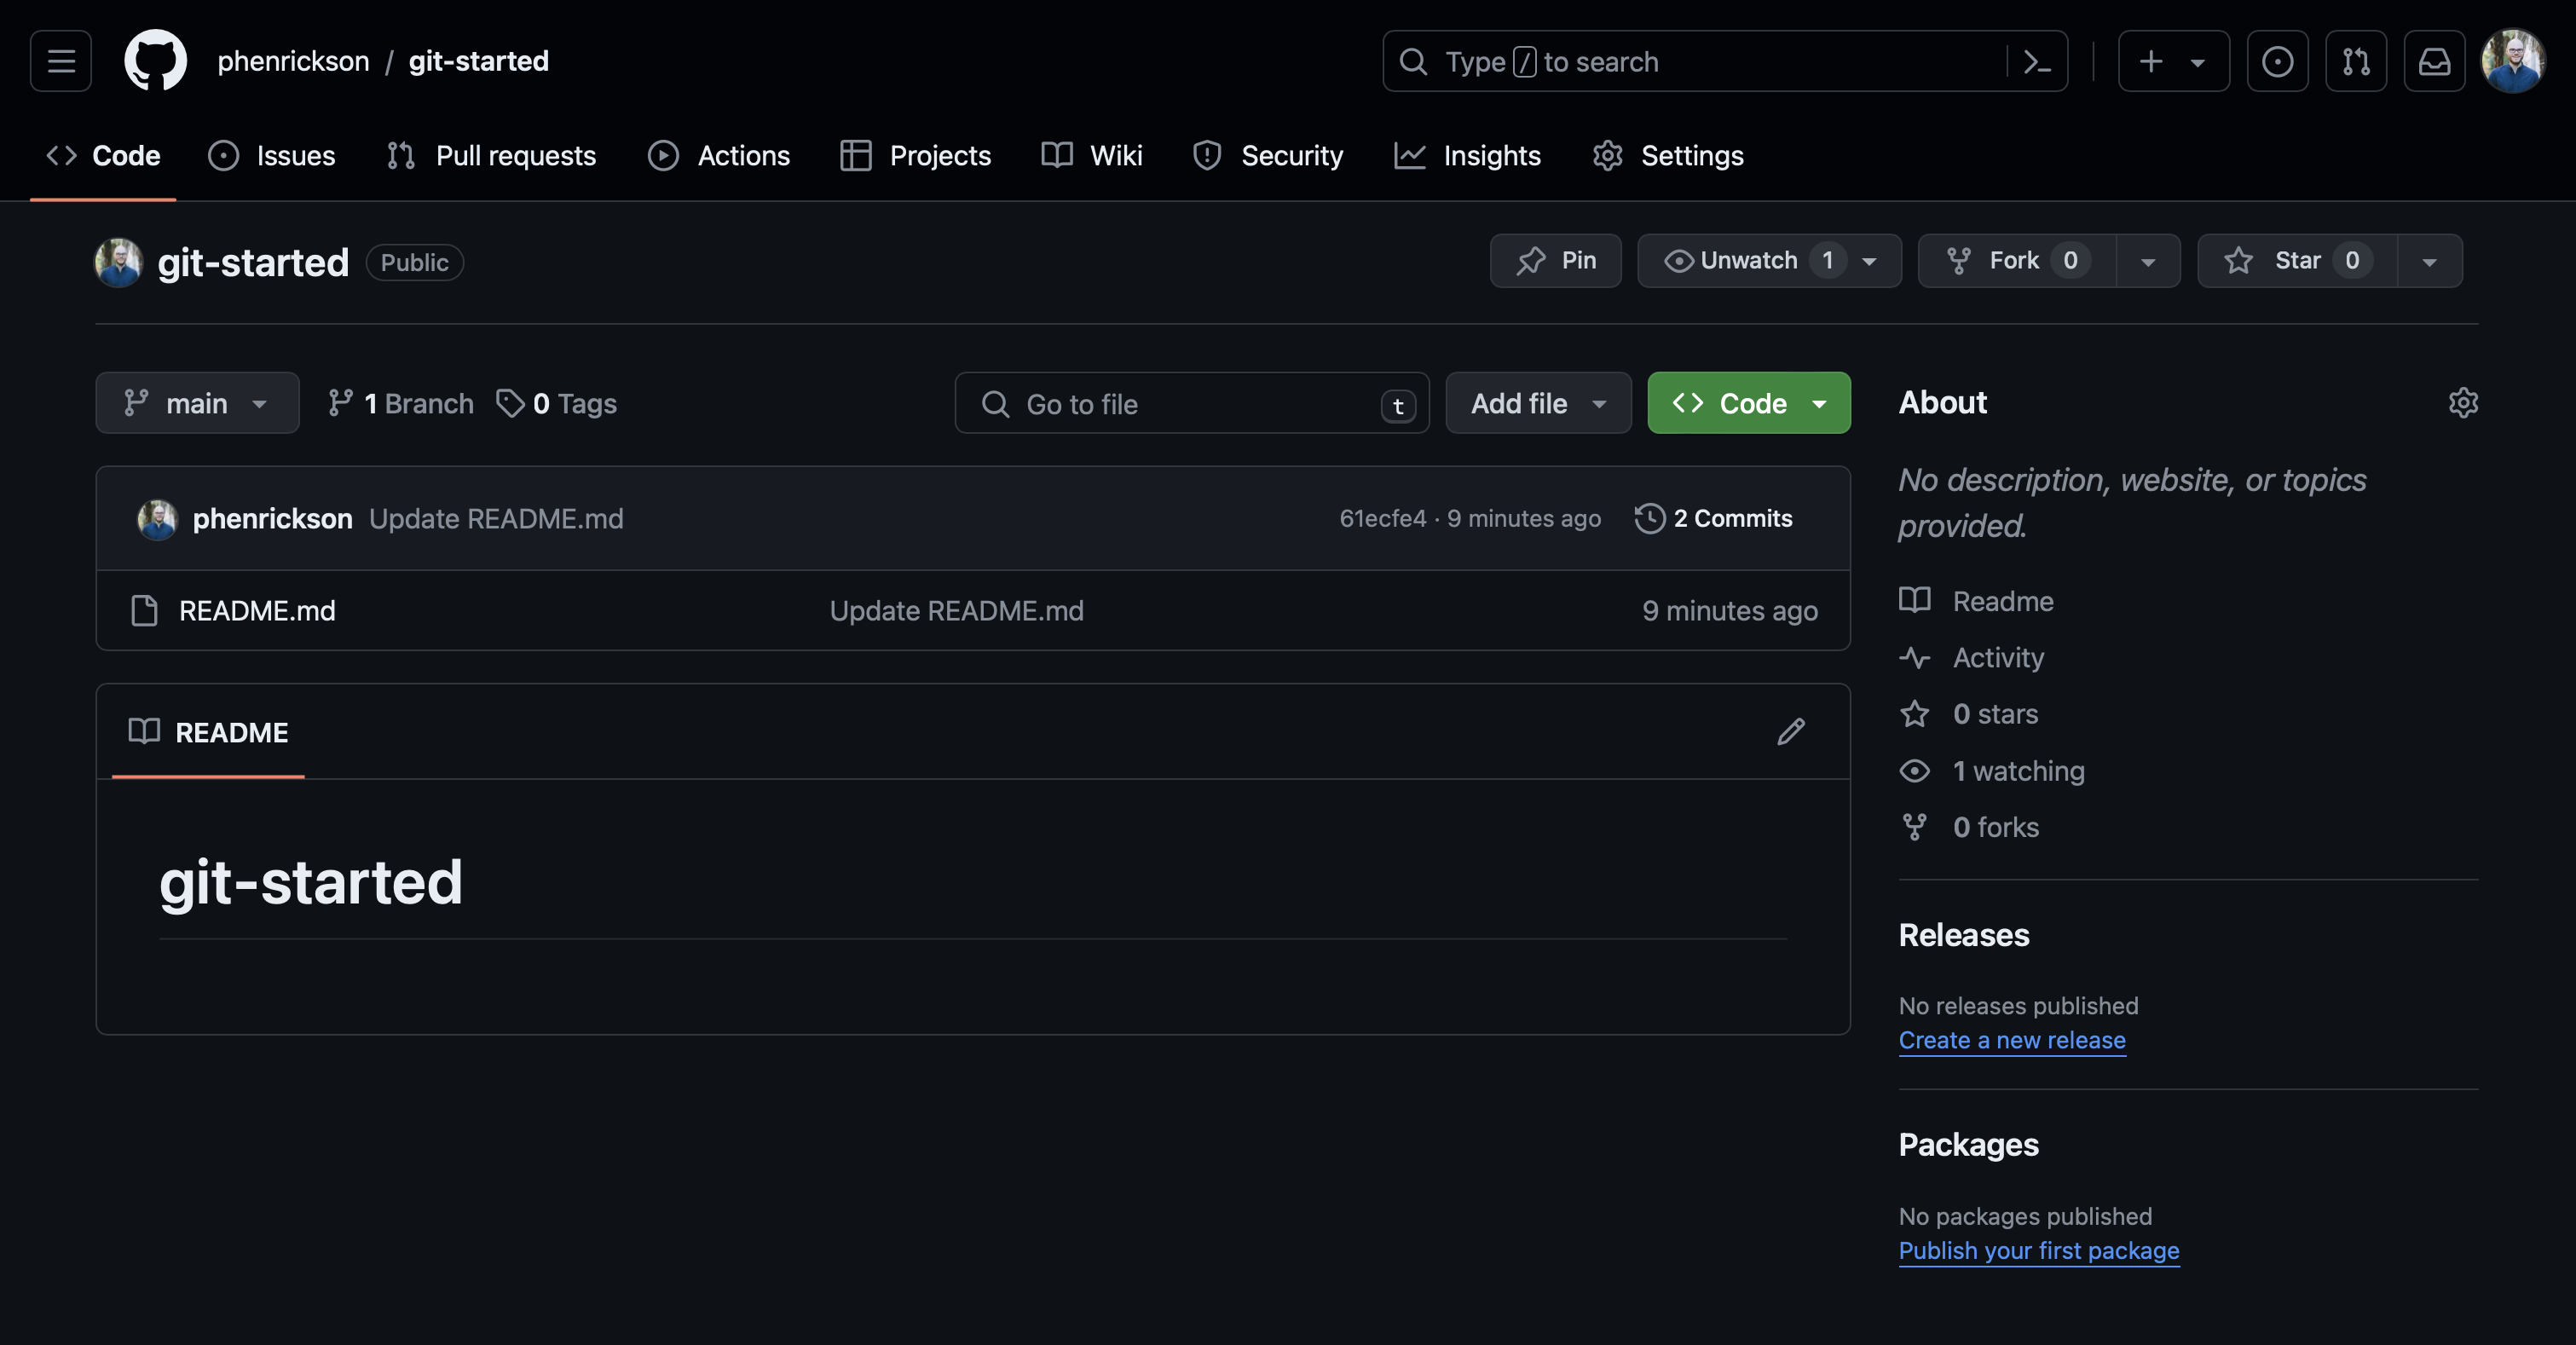 phenrickson / git-started
Type / to search
Code Issues Pull requests Actions Projects Wiki Security Insights Settings
git-started Public
Pin Unwatch 1 Fork 0 Star 0
main 1 Branch 0 Tags
Go to file t Add file Code
phenrickson Update README.md 61ecfe4 · 9 minutes ago 2 Commits
README.md Update README.md 9 minutes ago
README
git-started
About
No description, website, or topics
provided.
Readme
Activity
0 stars
1 watching
0 forks
Releases
No releases published
Create a new release
Packages
No packages published
Publish your first package